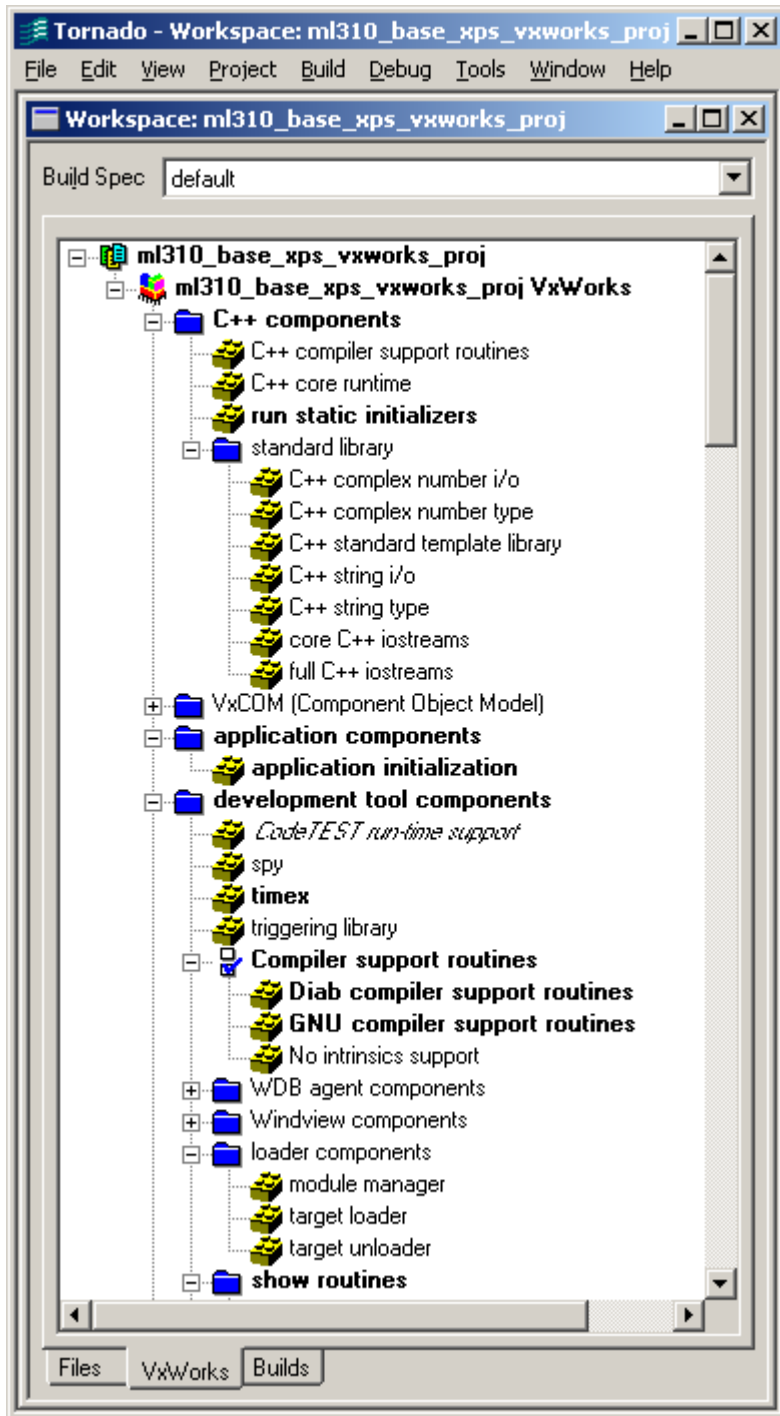 Tornado - Workspace: ml310_base_xps_vxworks_proj
File Edit View Project Build Debug Tools Window Help
Workspace: ml310_base_xps_vxworks_proj
Build Spec default
ml310_base_xps_vxworks_proj
ml310_base_xps_vxworks_proj VxWorks
C++ components
C++ compiler support routines
C++ core runtime
run static initializers
standard library
C++ complex number i/o
C++ complex number type
C++ standard template library
C++ string i/o
C++ string type
core C++ iostreams
full C++ iostreams
VxCOM (Component Object Model)
application components
application initialization
development tool components
CodeTEST run-time support
spy
timex
triggering library
Compiler support routines
Diab compiler support routines
GNU compiler support routines
No intrinsics support
WDB agent components
Windview components
loader components
module manager
target loader
target unloader
show routines
Files VxWorks Builds